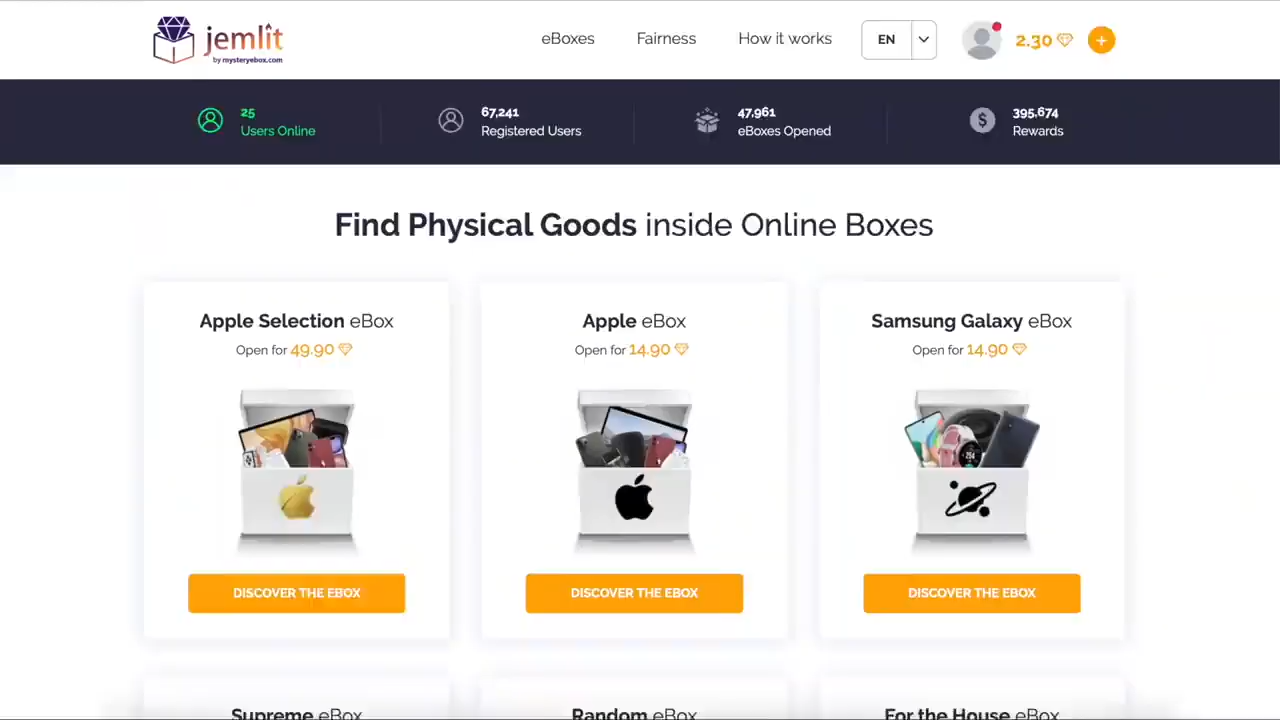 jemlit
by mysteryebox.com
eBoxes
Fairness
How it works
EN
2.30
25
Users Online
67,241
Registered Users
47,961
eBoxes Opened
395,674
Rewards
Find Physical Goods inside Online Boxes
Apple Selection eBox
Open for 49.90
DISCOVER THE EBOX
Apple eBox
Open for 14.90
DISCOVER THE EBOX
Samsung Galaxy eBox
Open for 14.90
DISCOVER THE EBOX
Supreme eBox
Random eBox
For the House eBox